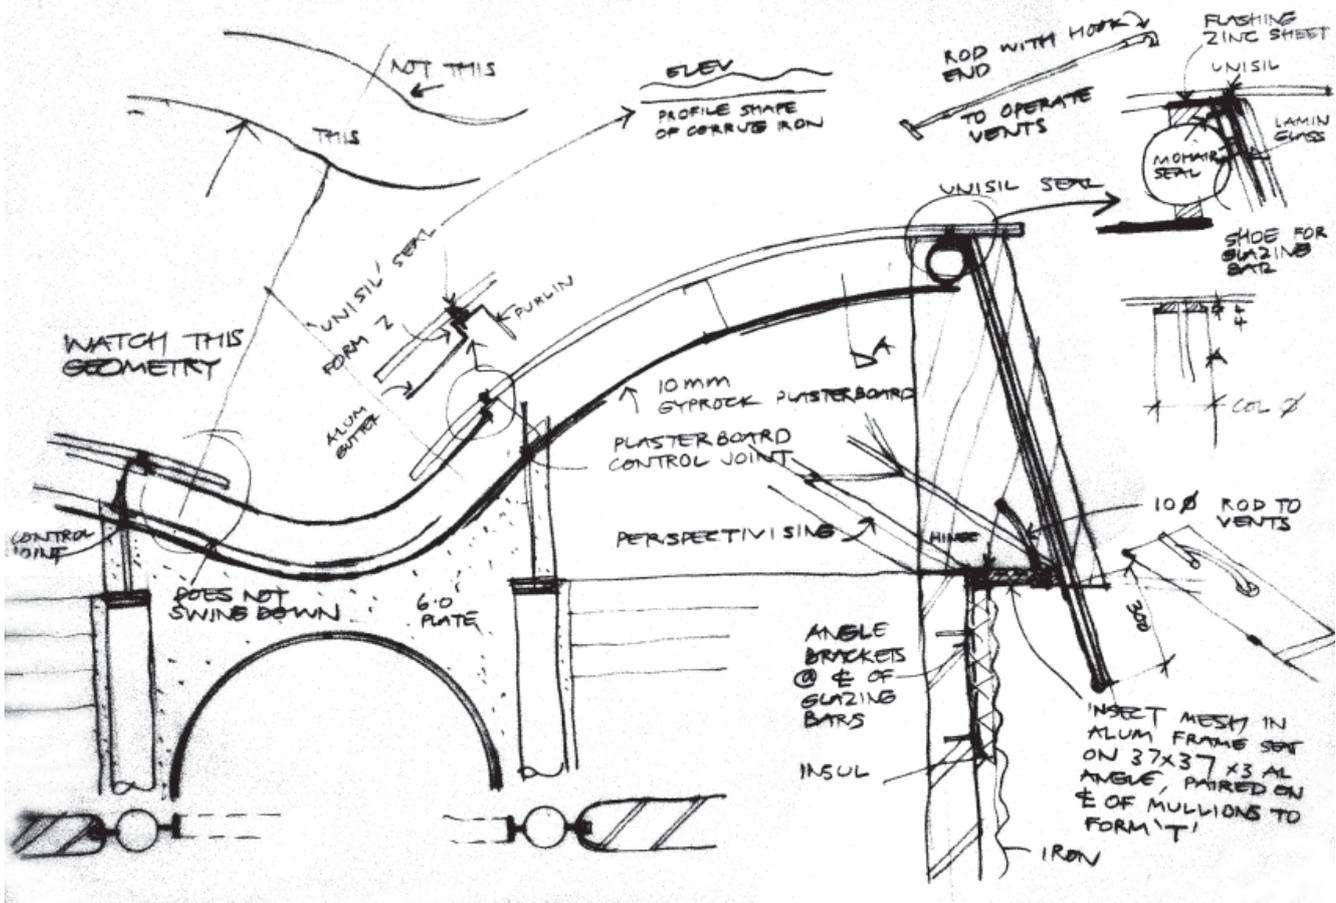 NOT THIS
THIS
ELEV
PROFILE SHAPE
OF CORRUG IRON
ROD WITH HOOK
END
TO OPERATE
VENTS
FLASHING
ZINC SHEET
UNISIL
LAMIN
GLASS
MOHAIR
SEAL
UNISIL SEAL
SHOE FOR
GLAZING
BAR
COL Ø
'UNISIL' SEAL
PURLIN
FORM Z
ALUM
GUTTER
WATCH THIS
GEOMETRY
A
10mm
GYPROCK PLASTERBOARD
PLASTERBOARD
CONTROL JOINT
PERSPECTIVISING
HINGE
10 Ø ROD TO
VENTS
300
CONTROL
JOINT
DOES NOT
SWING DOWN
6.0
PLATE
ANGLE
BRACKETS
@ ℄ OF
GLAZING
BARS
INSUL
INSECT MESH IN
ALUM FRAME SEAT
ON 37X37 X3 AL
ANGLE, PAIRED ON
℄ OF MULLIONS TO
FORM 'T'
IRON